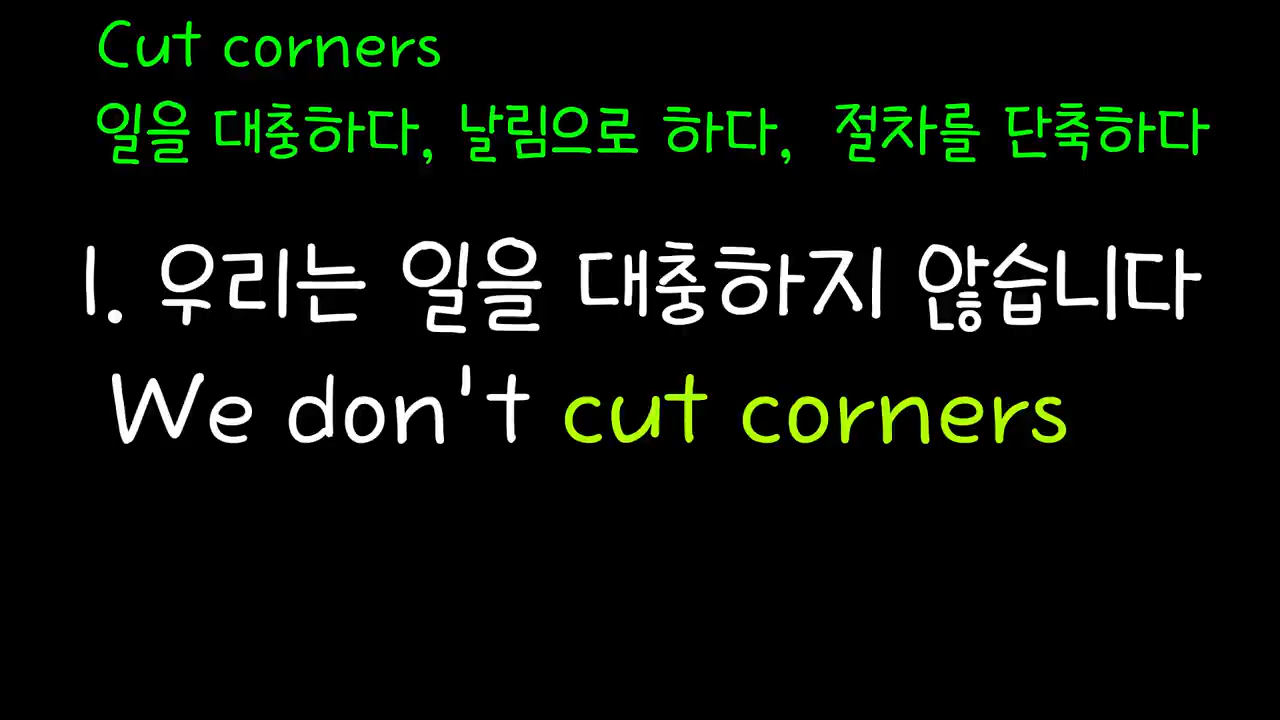 Cut corners
일을 대충하다, 날림으로 하다, 절차를 단축하다
1. 우리는 일을 대충하지 않습니다
We don't cut corners